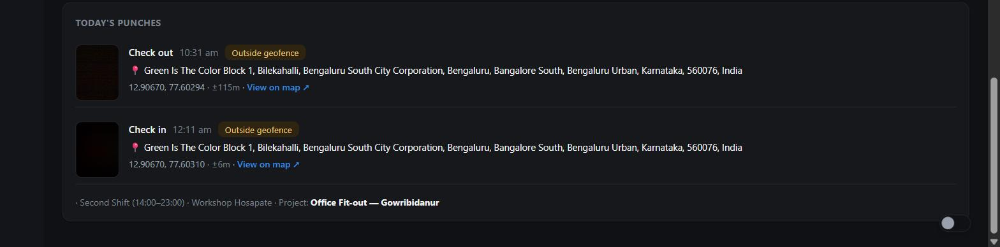 TODAY'S PUNCHES
Check out 10:31 am Outside geofence
📍 Green Is The Color Block 1, Bilekahalli, Bengaluru South City Corporation, Bengaluru, Bangalore South, Bengaluru Urban, Karnataka, 560076, India
12.90670, 77.60294 · ±115m · View on map ↗
Check in 12:11 am Outside geofence
📍 Green Is The Color Block 1, Bilekahalli, Bengaluru South City Corporation, Bengaluru, Bangalore South, Bengaluru Urban, Karnataka, 560076, India
12.90670, 77.60310 · ±6m · View on map ↗
· Second Shift (14:00–23:00) · Workshop Hosapate · Project: Office Fit-out — Gowribidanur